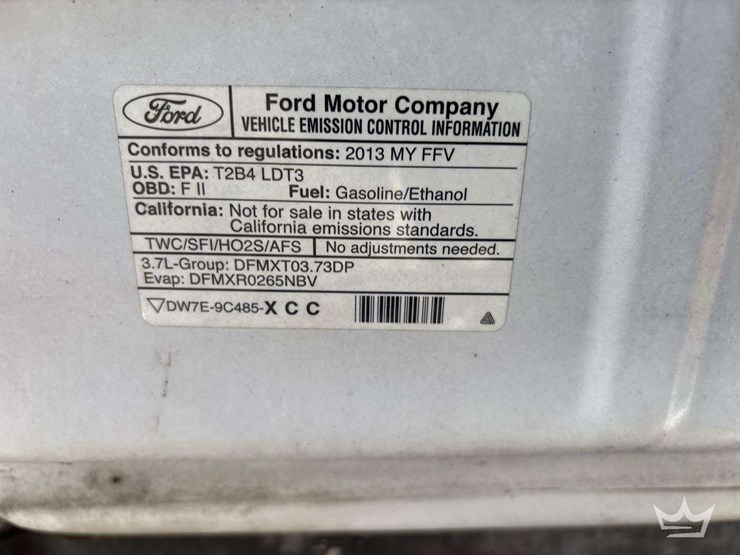 Ford
Ford Motor Company
VEHICLE EMISSION CONTROL INFORMATION
Conforms to regulations: 2013 MY FFV
U.S. EPA: T2B4 LDT3
OBD: F II Fuel: Gasoline/Ethanol
California: Not for sale in states with
California emissions standards.
TWC/SFI/HO2S/AFS No adjustments needed.
3.7L-Group: DFMXT03.73DP
Evap: DFMXR0265NBV
DW7E-9C485-X C C